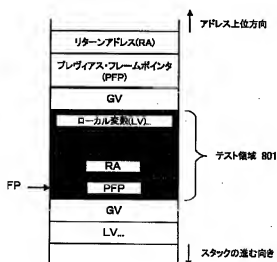 アドレス上位方向
リターンアドレス(RA)
プレヴィアス・フレームポインタ
(PFP)
GV
ローカル変数(LV)...
テスト領域 801
RA
FP
PFP
GV
LV...
スタックの進む向き